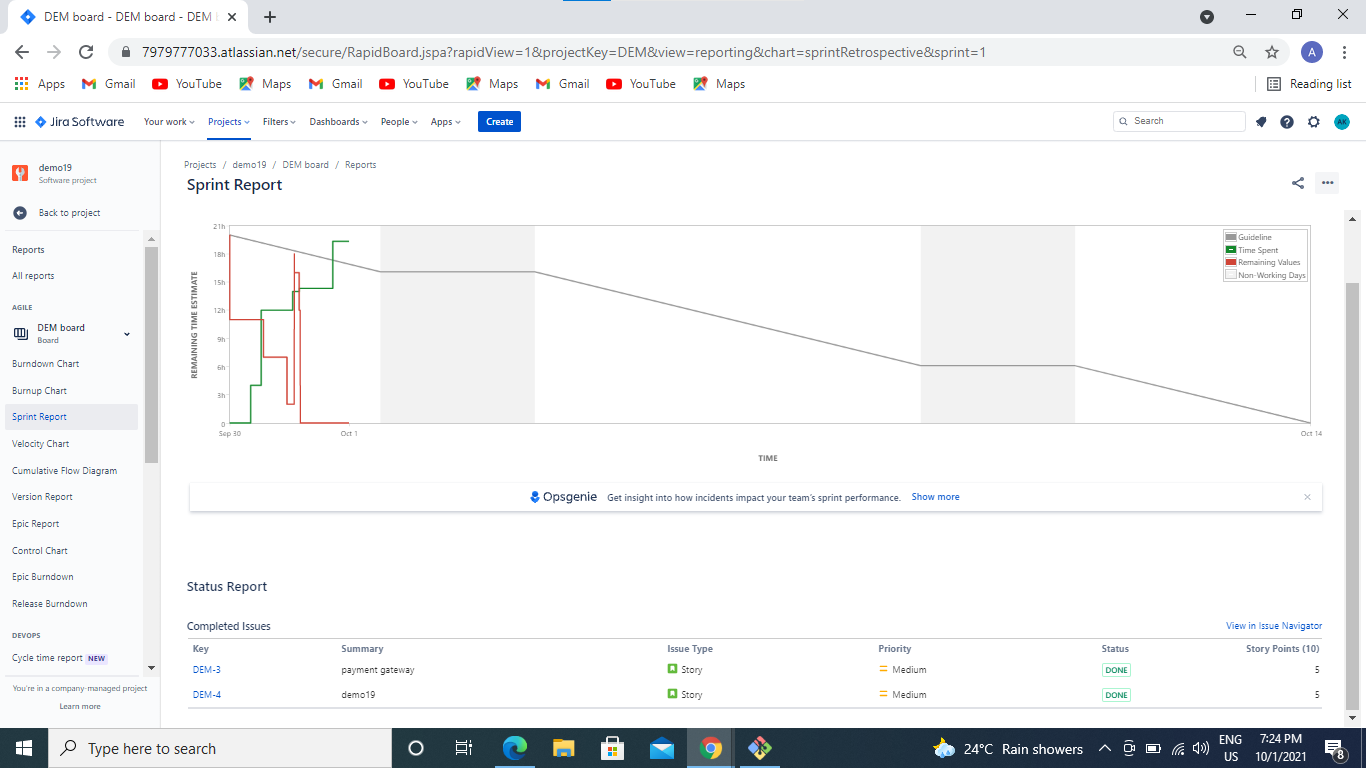 DEM board - DEM board - DEM
7979777033.atlassian.net/secure/RapidBoard.jspa?rapidView=1&projectKey=DEM&view=reporting&chart=sprintRetrospective&sprint=1
A
Apps Gmail YouTube Maps Gmail YouTube Maps Gmail YouTube Maps Reading list
Jira Software Your work Projects Filters Dashboards People Apps Create Search AK
demo19
Software project
Back to project
Reports
All reports
AGILE
DEM board
Board
Burndown Chart
Burnup Chart
Sprint Report
Velocity Chart
Cumulative Flow Diagram
Version Report
Epic Report
Control Chart
Epic Burndown
Release Burndown
DEVOPS
Cycle time report NEW
You're in a company-managed project
Learn more
Projects / demo19 / DEM board / Reports
Sprint Report
REMAINING TIME ESTIMATE
21h
18h
15h
12h
9h
6h
3h
0
Sep 30 Oct 1 Oct 14
TIME
Guideline
Time Spent
Remaining Values
Non-Working Days
Opsgenie Get insight into how incidents impact your team's sprint performance. Show more
Status Report
Completed Issues View in Issue Navigator
Key Summary Issue Type Priority Status Story Points (10)
DEM-3 payment gateway Story Medium DONE 5
DEM-4 demo19 Story Medium DONE 5
Type here to search
24°C Rain showers
ENG
US
7:24 PM
10/1/2021
8